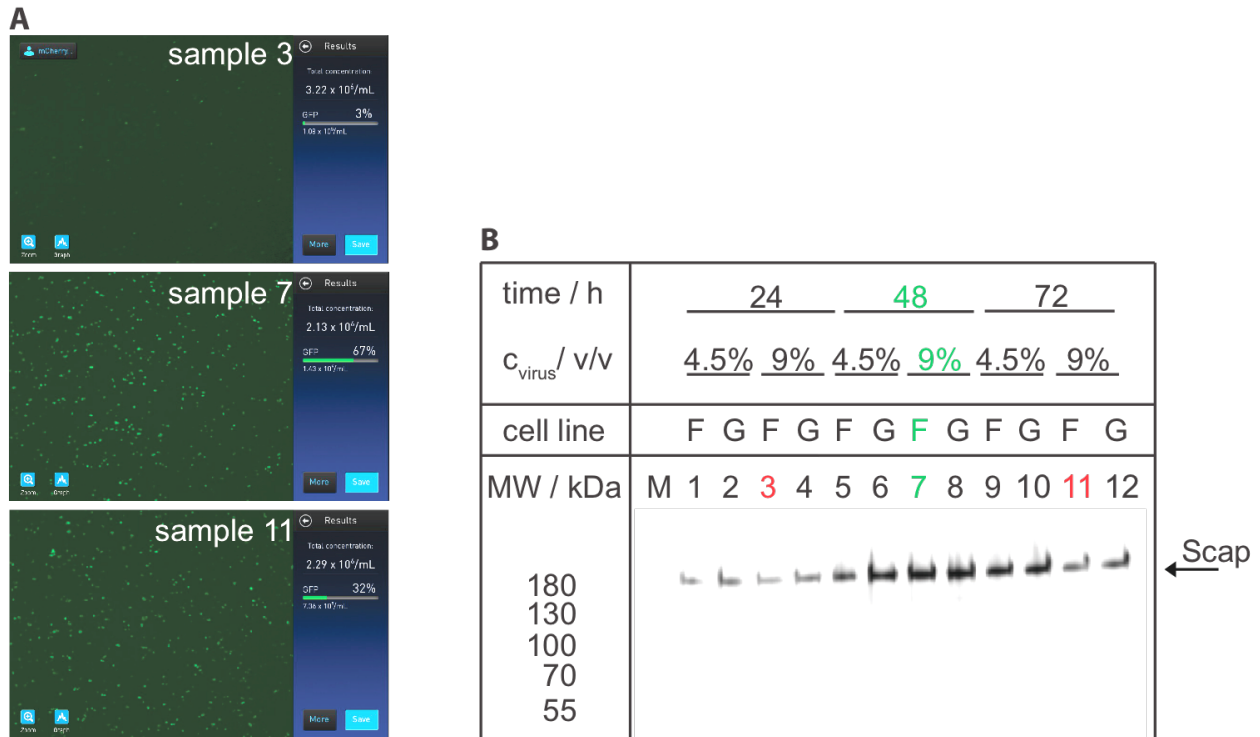 A
mCherry..
sample 3
Results
Total concentration:
3.22 x 10⁶/mL
GFP 3%
Zoom Graph
More Save
sample 7
Results
Total concentration:
2.13 x 10⁶/mL
GFP 67%
Zoom Graph
More Save
sample 11
Results
Total concentration:
2.29 x 10⁶/mL
GFP 32%
Zoom Graph
More Save
B
time / h 24 48 72
c virus / v/v 4.5% 9% 4.5% 9% 4.5% 9%
cell line F G F G F G F G F G F G
MW / kDa M 1 2 3 4 5 6 7 8 9 10 11 12
Scap
180
130
100
70
55